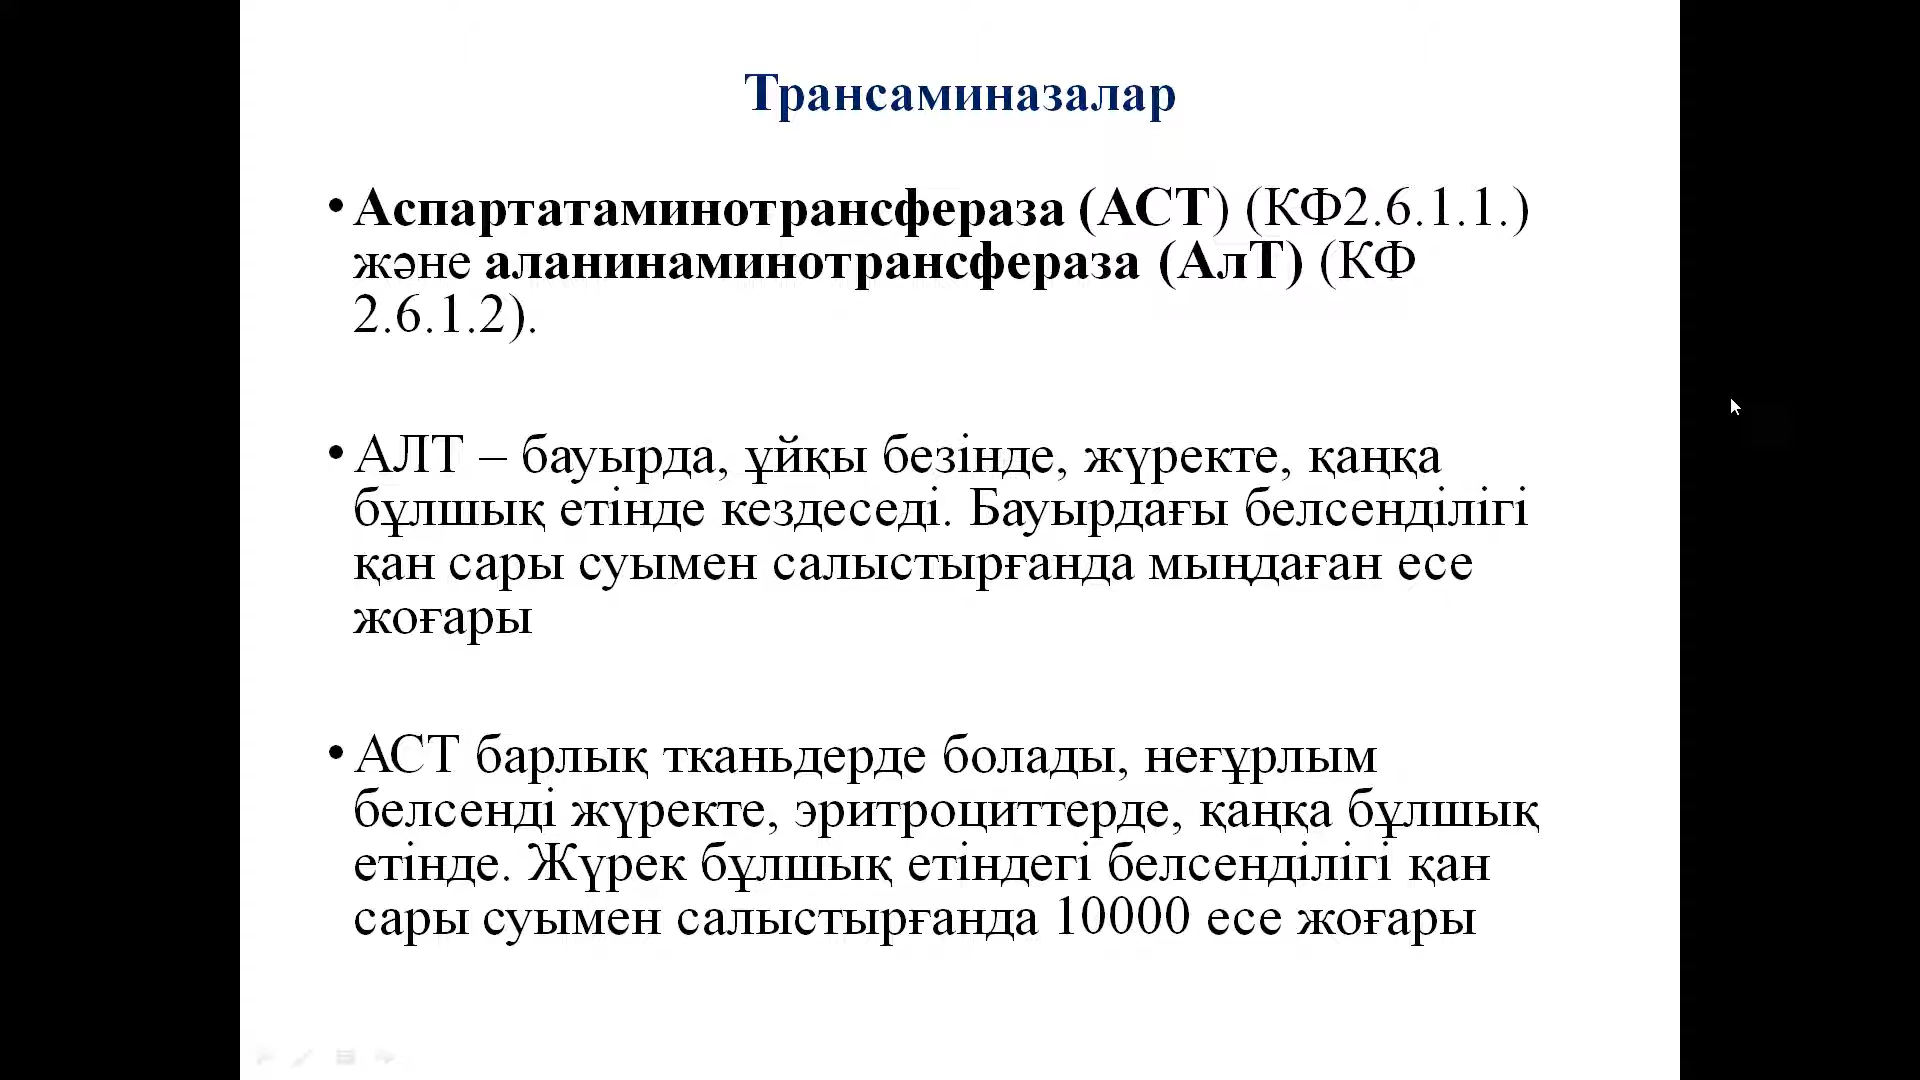 Трансаминазалар
• Аспартатаминотрансфераза (АСТ) (КФ2.6.1.1.)
және аланинаминотрансфераза (АлТ) (КФ
2.6.1.2).
• АЛТ – бауырда, ұйқы безінде, жүректе, қаңқа
бұлшық етінде кездеседі. Бауырдағы белсенділігі
қан сары суымен салыстырғанда мыңдаған есе
жоғары
• АСТ барлық тканьдерде болады, неғұрлым
белсенді жүректе, эритроциттерде, қаңқа бұлшық
етінде. Жүрек бұлшық етіндегі белсенділігі қан
сары суымен салыстырғанда 10000 есе жоғары